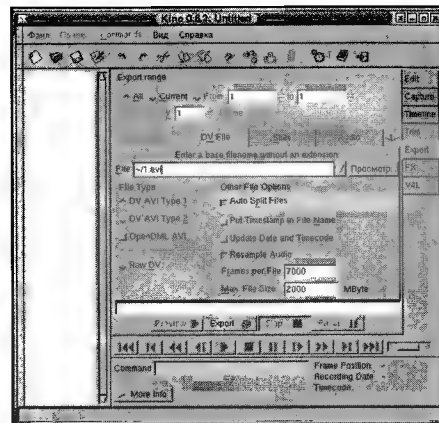 Kino 0.6.2: Untitled
Вид Справка
Export range
All Current From 1 to 1
1
DV File
Enter a base filename without an extension
File ~/1.avi Просмотр.
File Type Other File Options
DV AVI Type 1 Auto Split Files
DV AVI Type 2 Put Timestamp in File Name
OpenDML AVI Update Date and Timecode
Resample Audio
Raw DV Frames per File 7000
Max File Size 2000 MByte
Export
Command
Frame Position
Recording Date
Timecode
More Info
Edit
Capture
Timeline
Export
FX
V4L